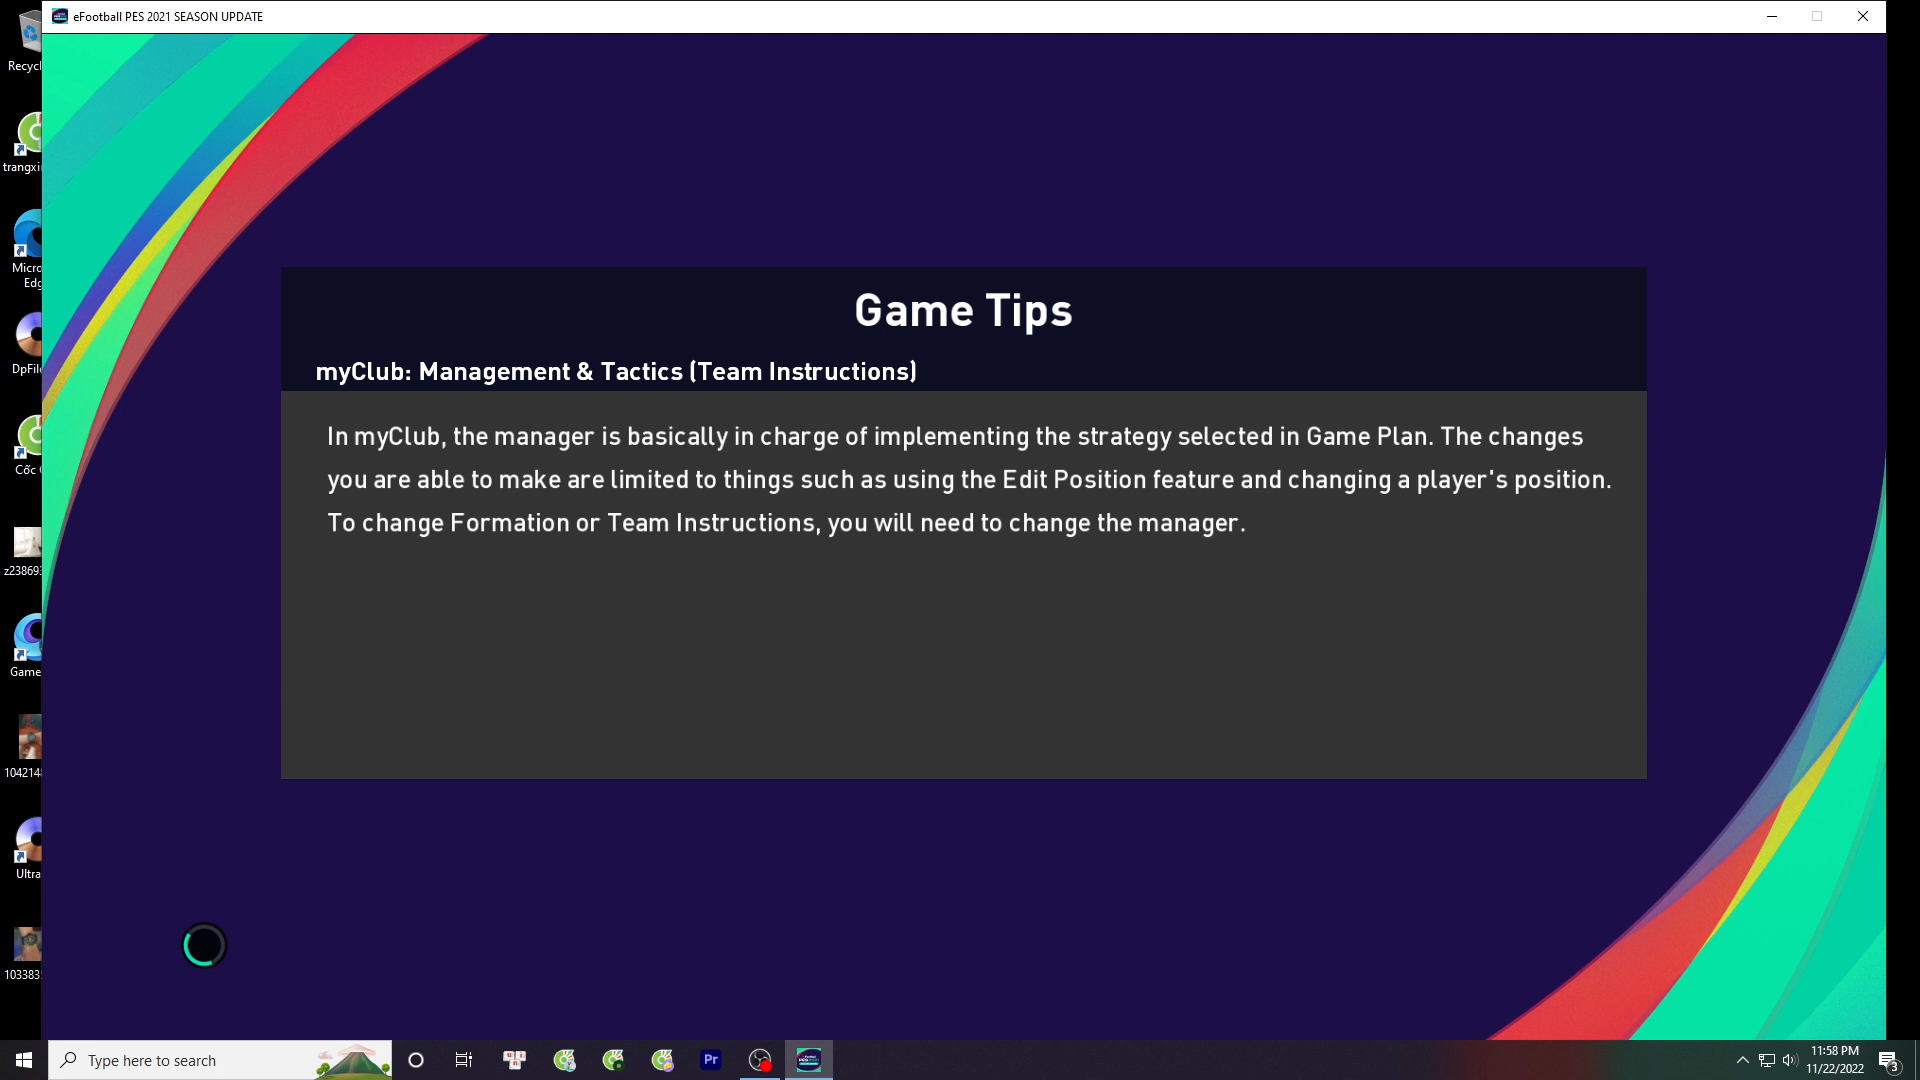 eFootball PES 2021 SEASON UPDATE
Recycl
trangxi
Micro
Edg
DpFile
Cốc
z23869
Game
104214
Ultra
103383
Game Tips
myClub: Management & Tactics (Team Instructions)
In myClub, the manager is basically in charge of implementing the strategy selected in Game Plan. The changes
you are able to make are limited to things such as using the Edit Position feature and changing a player's position.
To change Formation or Team Instructions, you will need to change the manager.
Type here to search
Pr
11:58 PM
11/22/2022
3